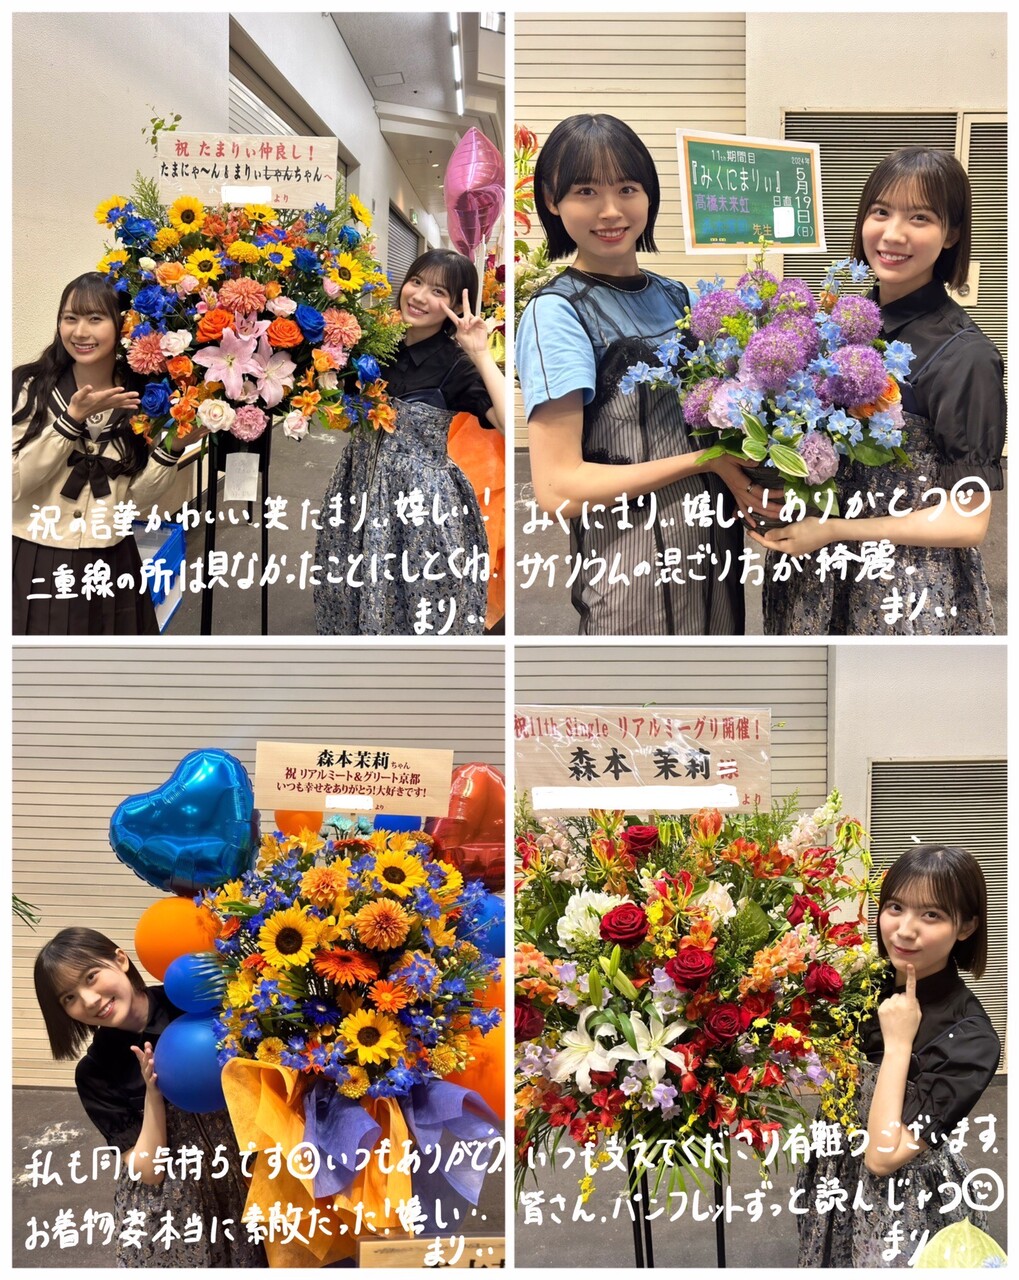 祝 たまりぃ仲良し！
たまにゃ〜ん＆まりぃしゃんちゃんへ
より
祝の言葉かわいい.笑 たまりぃ嬉しい！
二重線の所は見なかったことにしとくね.
まりぃ
11th期間目
2024年
『みくにまりぃ』
5月19日(日)
髙橋未来虹
日直
先生
みくにまりぃ嬉しい！ありがとう
サイリウムの混ざり方が綺麗。
まりぃ
森本茉莉ちゃん
祝 リアルミート&グリート京都
いつも幸せをありがとう!大好きです!
より
私も同じ気持ちです いつもありがとう.
お着物姿本当に素敵だった！嬉しい
まりぃ
祝11th Single リアルミーグリ開催！
森本 茉莉
より
いつも支えてくださり有難うございます.
皆さん.パンフレットずっと読んじゃう
まりぃ